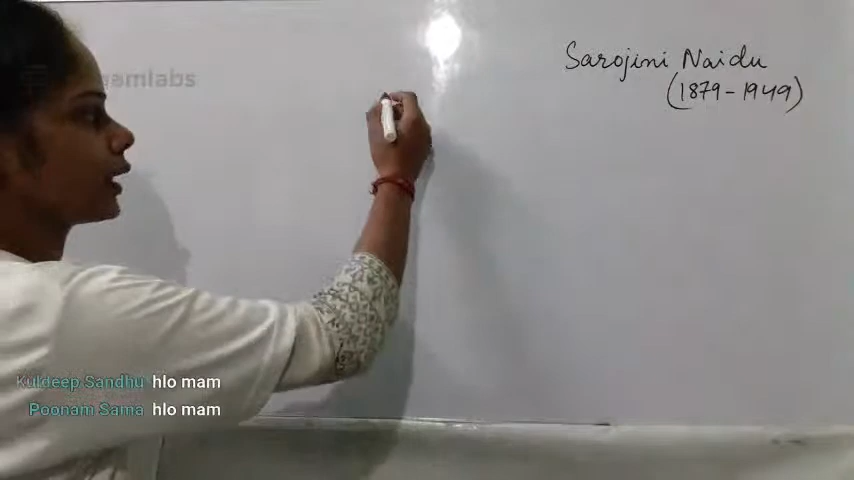 Sarojini Naidu
(1879-1949)
Kuldeep Sandhu hlo mam
Poonam Sama hlo mam